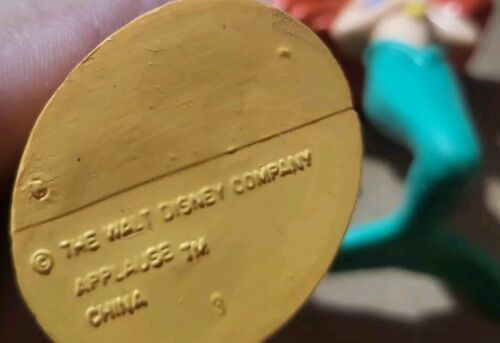 © THE WALT DISNEY COMPANY
APPLAUSE TM
CHINA